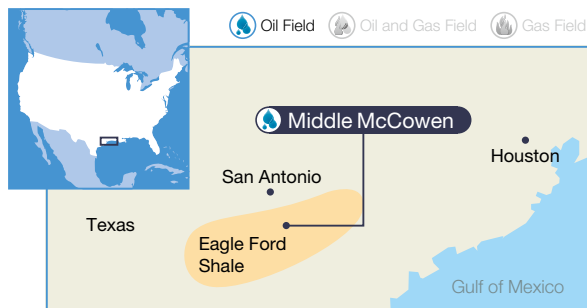 Oil Field
Oil and Gas Field
Gas Field
Middle McCowen
Houston
San Antonio
Texas
Eagle Ford
Shale
Gulf of Mexico